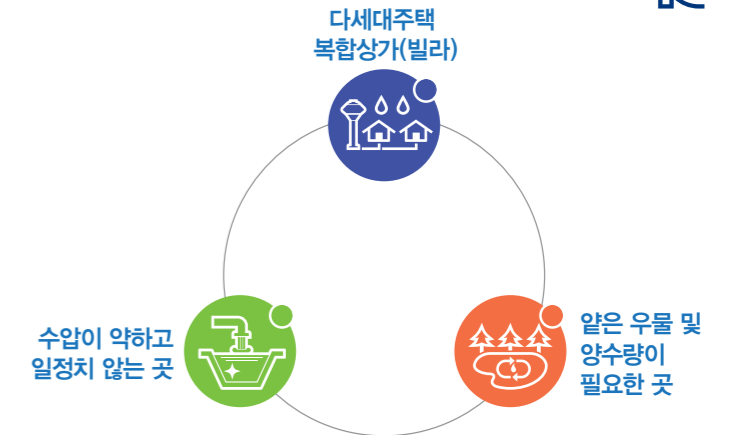 다세대주택
복합상가(빌라)
수압이 약하고
일정치 않는 곳
얕은 우물 및
양수량이
필요한 곳